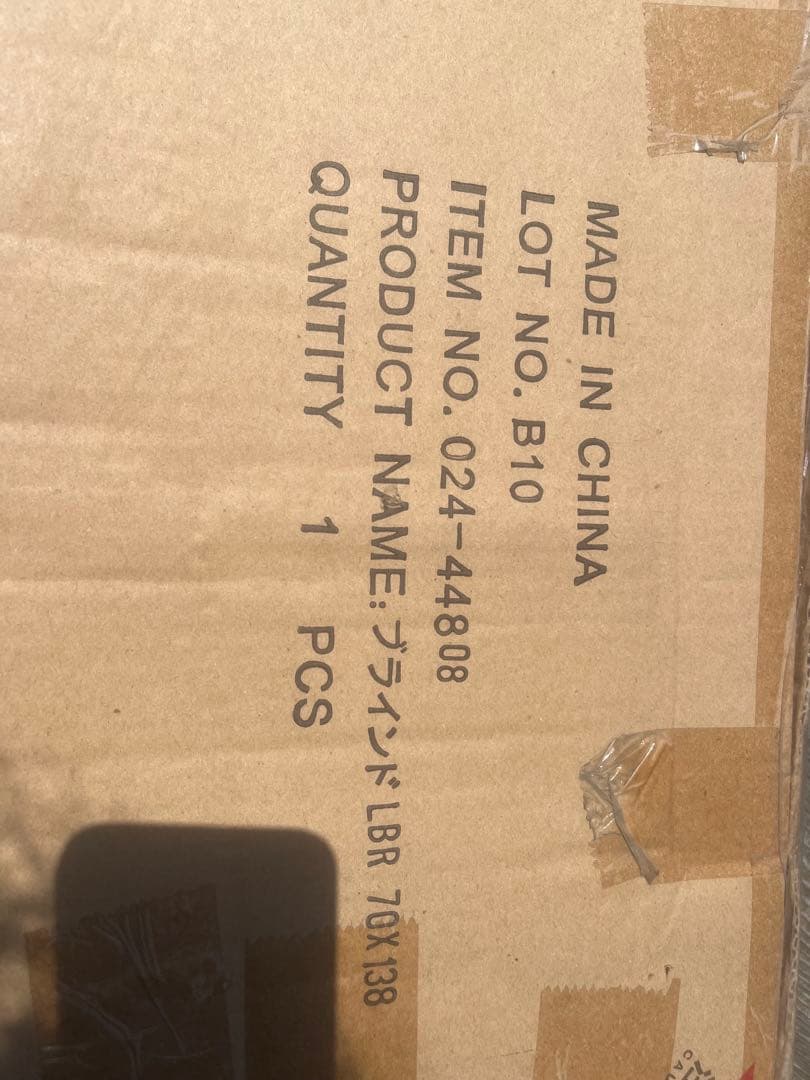 MADE IN CHINA
LOT NO. B10
ITEM NO. 024-44808
PRODUCT NAME: ブラインド LBR 70X138
QUANTITY 1 PCS